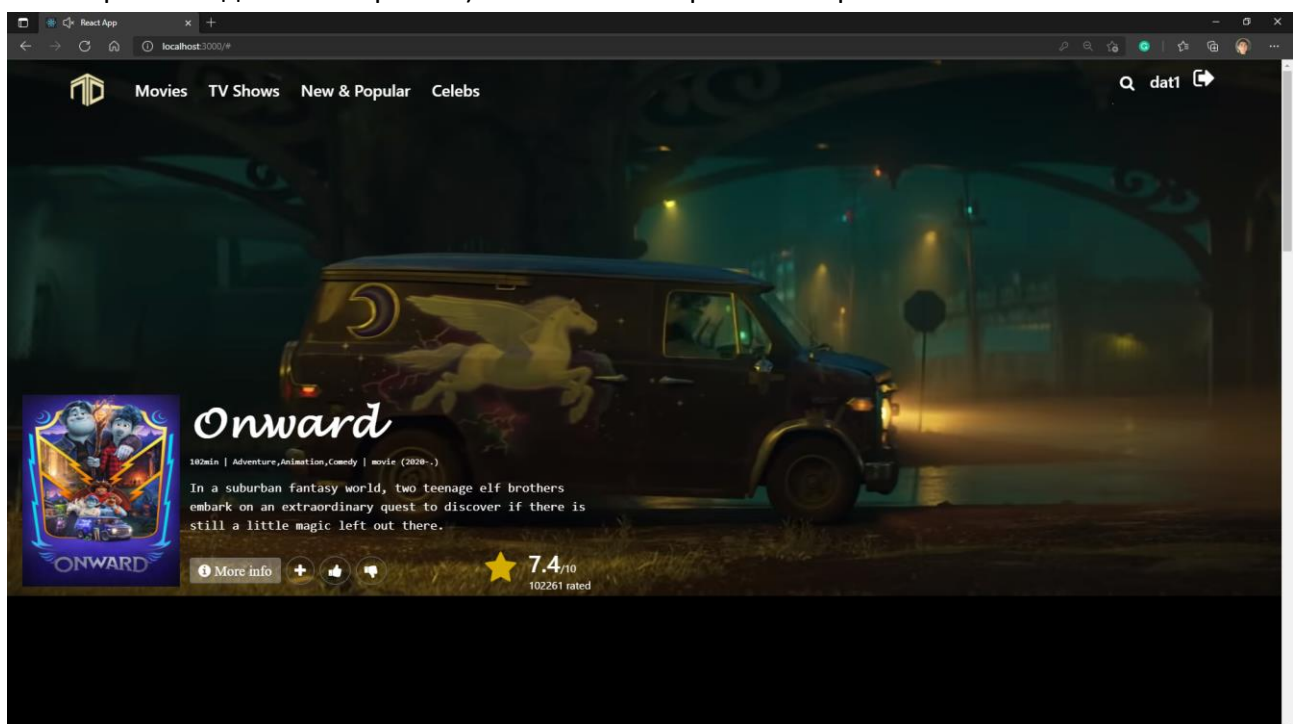 React App
localhost:3000/#
Movies TV Shows New & Popular Celebs
dat1
Onward
102min | Adventure,Animation,Comedy | movie (2020-.)
In a suburban fantasy world, two teenage elf brothers
embark on an extraordinary quest to discover if there is
still a little magic left out there.
ONWARD
More info
7.4/10
102261 rated